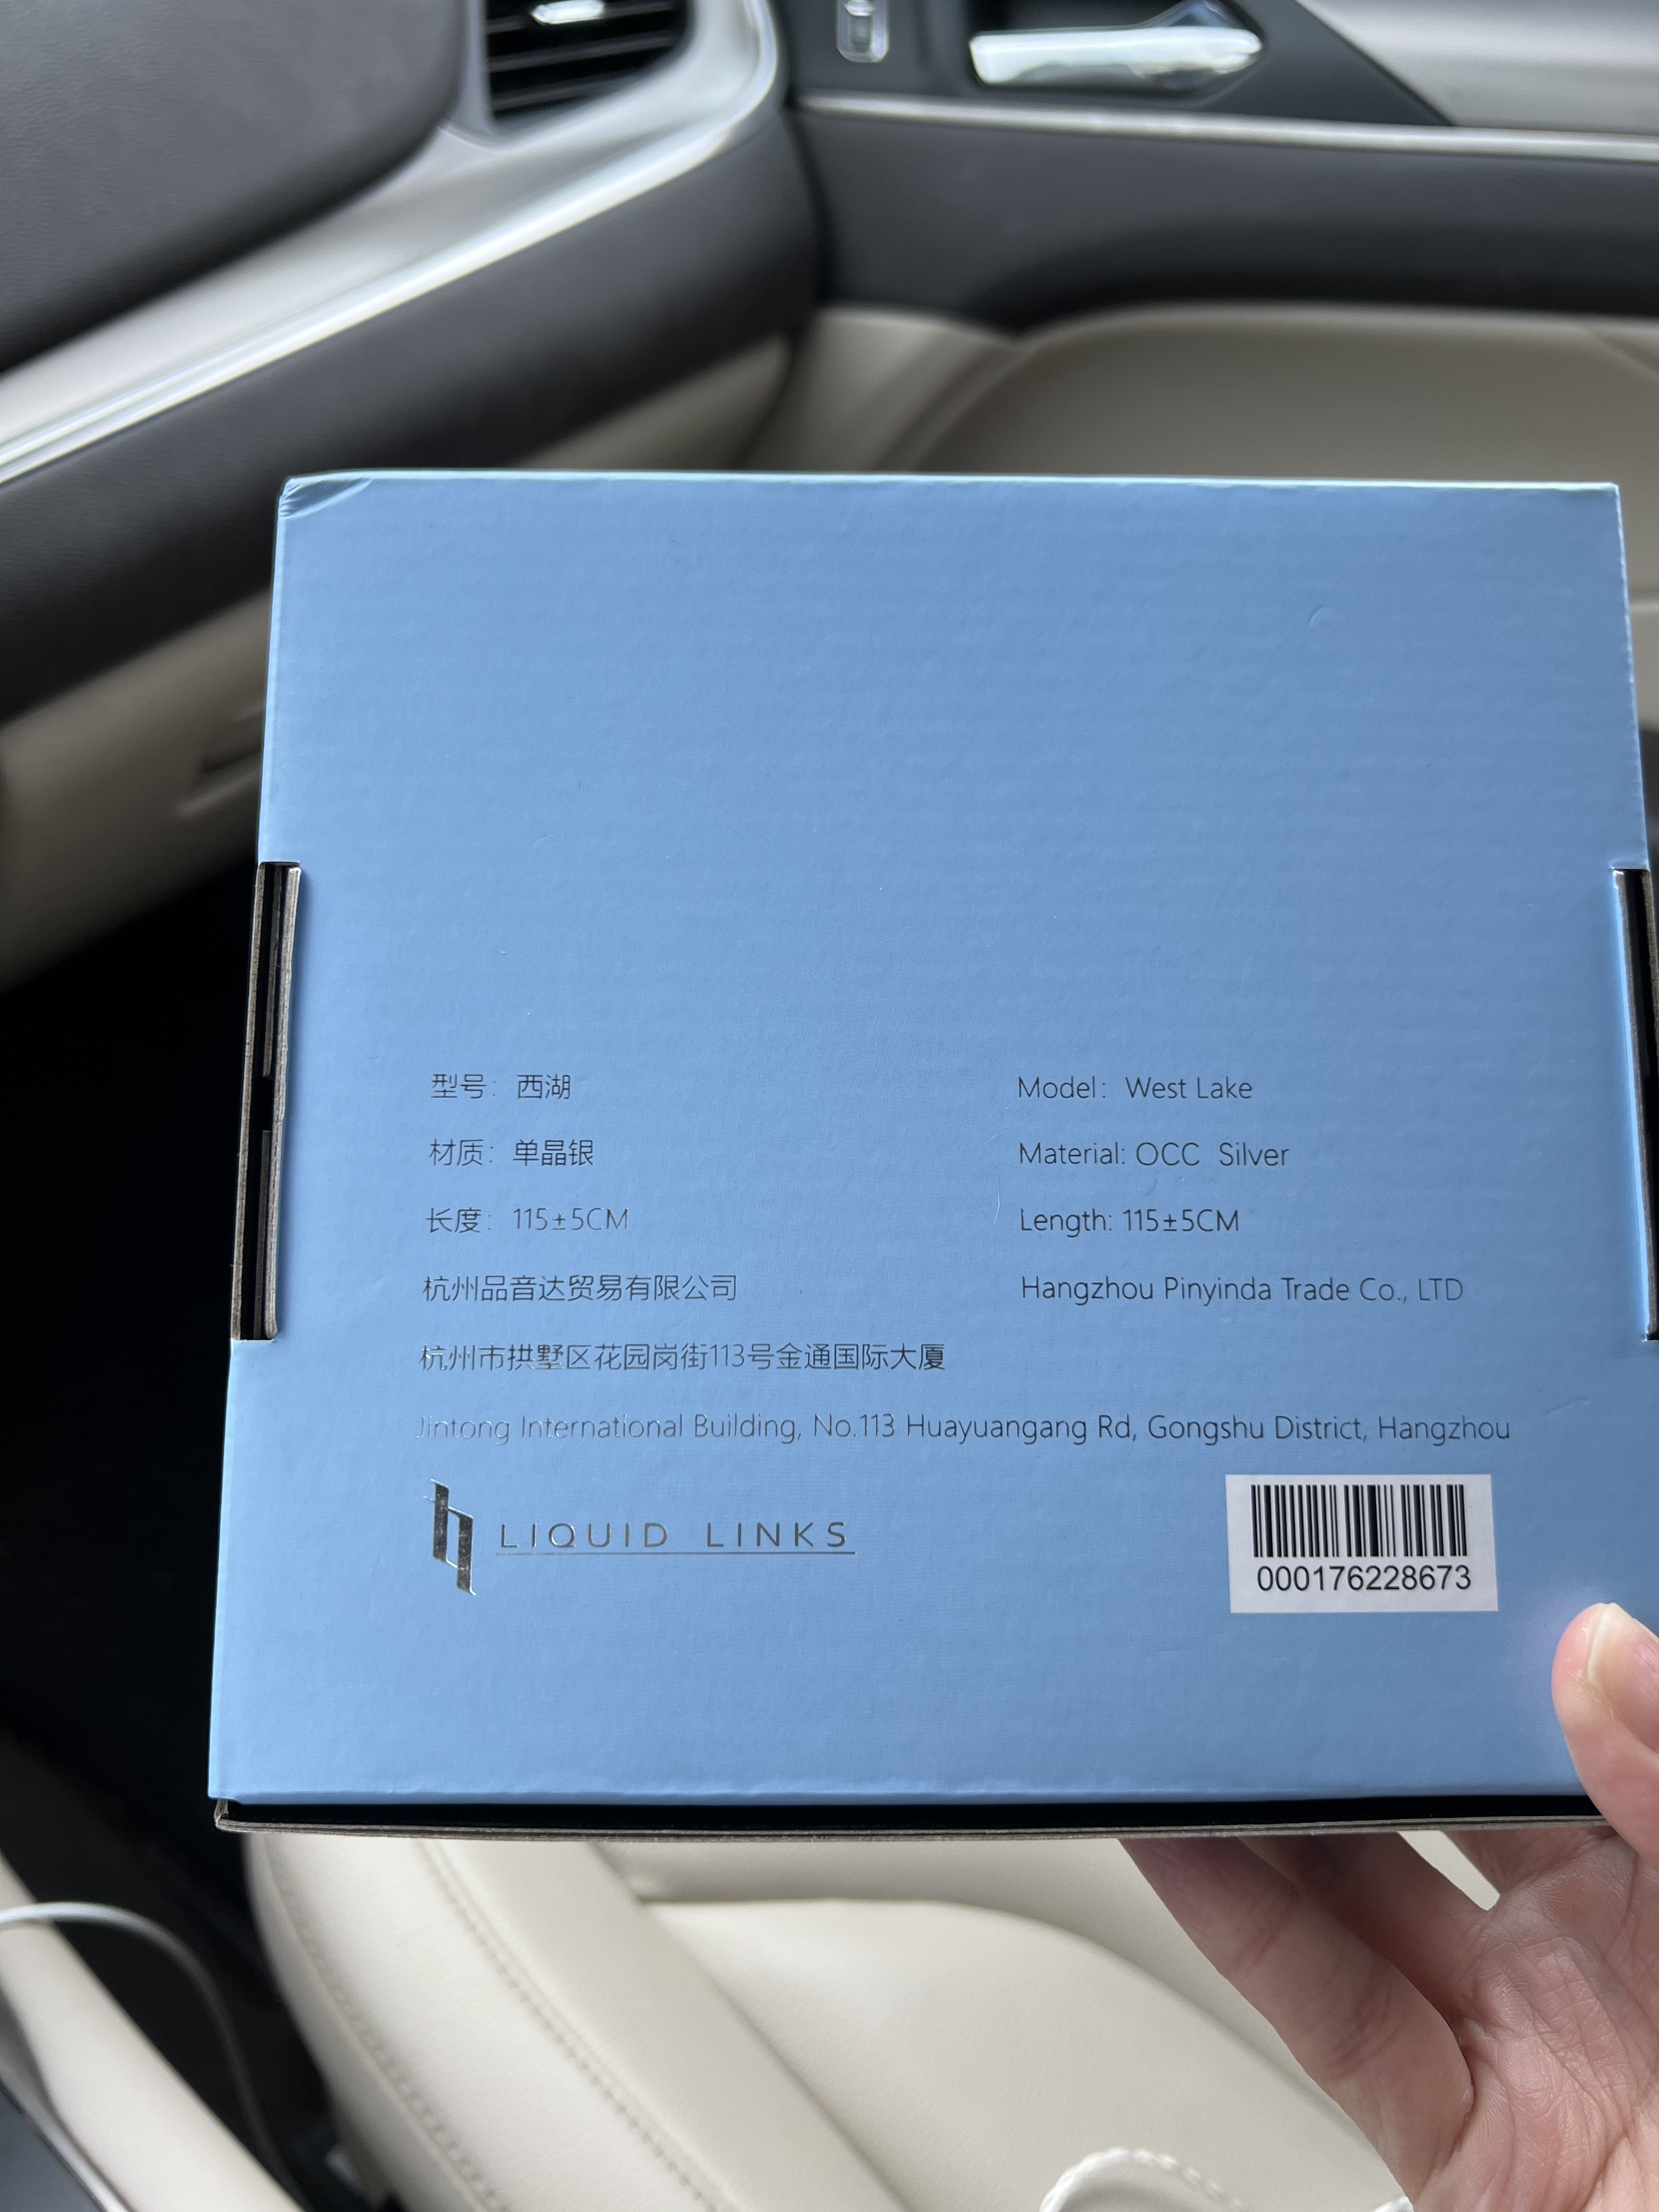 型号：西湖 Model: West Lake
材质：单晶银 Material: OCC Silver
长度：115±5CM Length: 115±5CM
杭州品音达贸易有限公司 Hangzhou Pinyinda Trade Co., LTD
杭州市拱墅区花园岗街113号金通国际大厦
Jintong International Building, No.113 Huayuangang Rd, Gongshu District, Hangzhou
LIQUID LINKS
000176228673